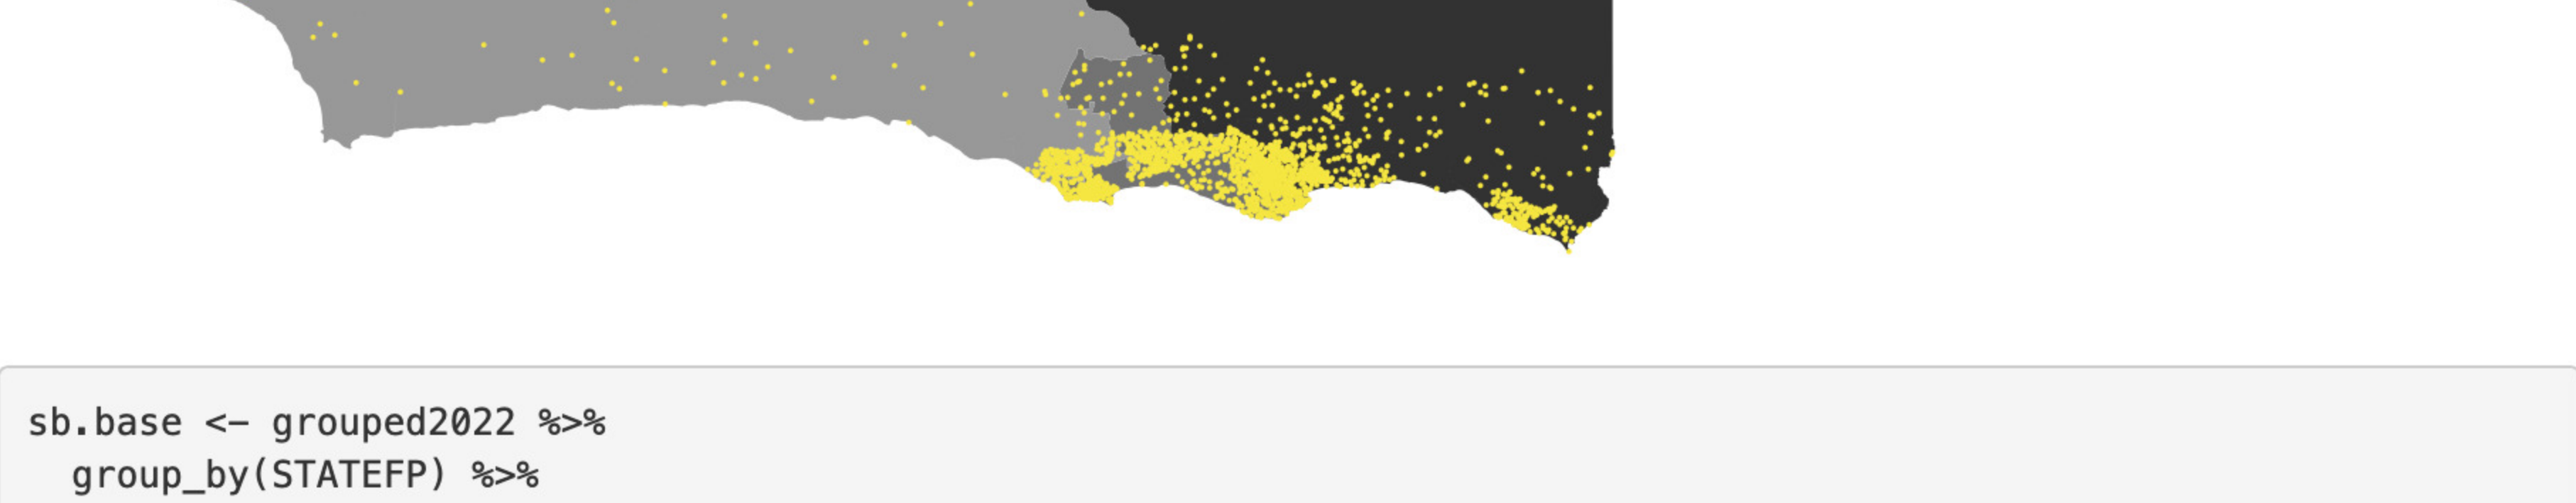 sb.base <- grouped2022 %>%
  group_by(STATEFP) %>%